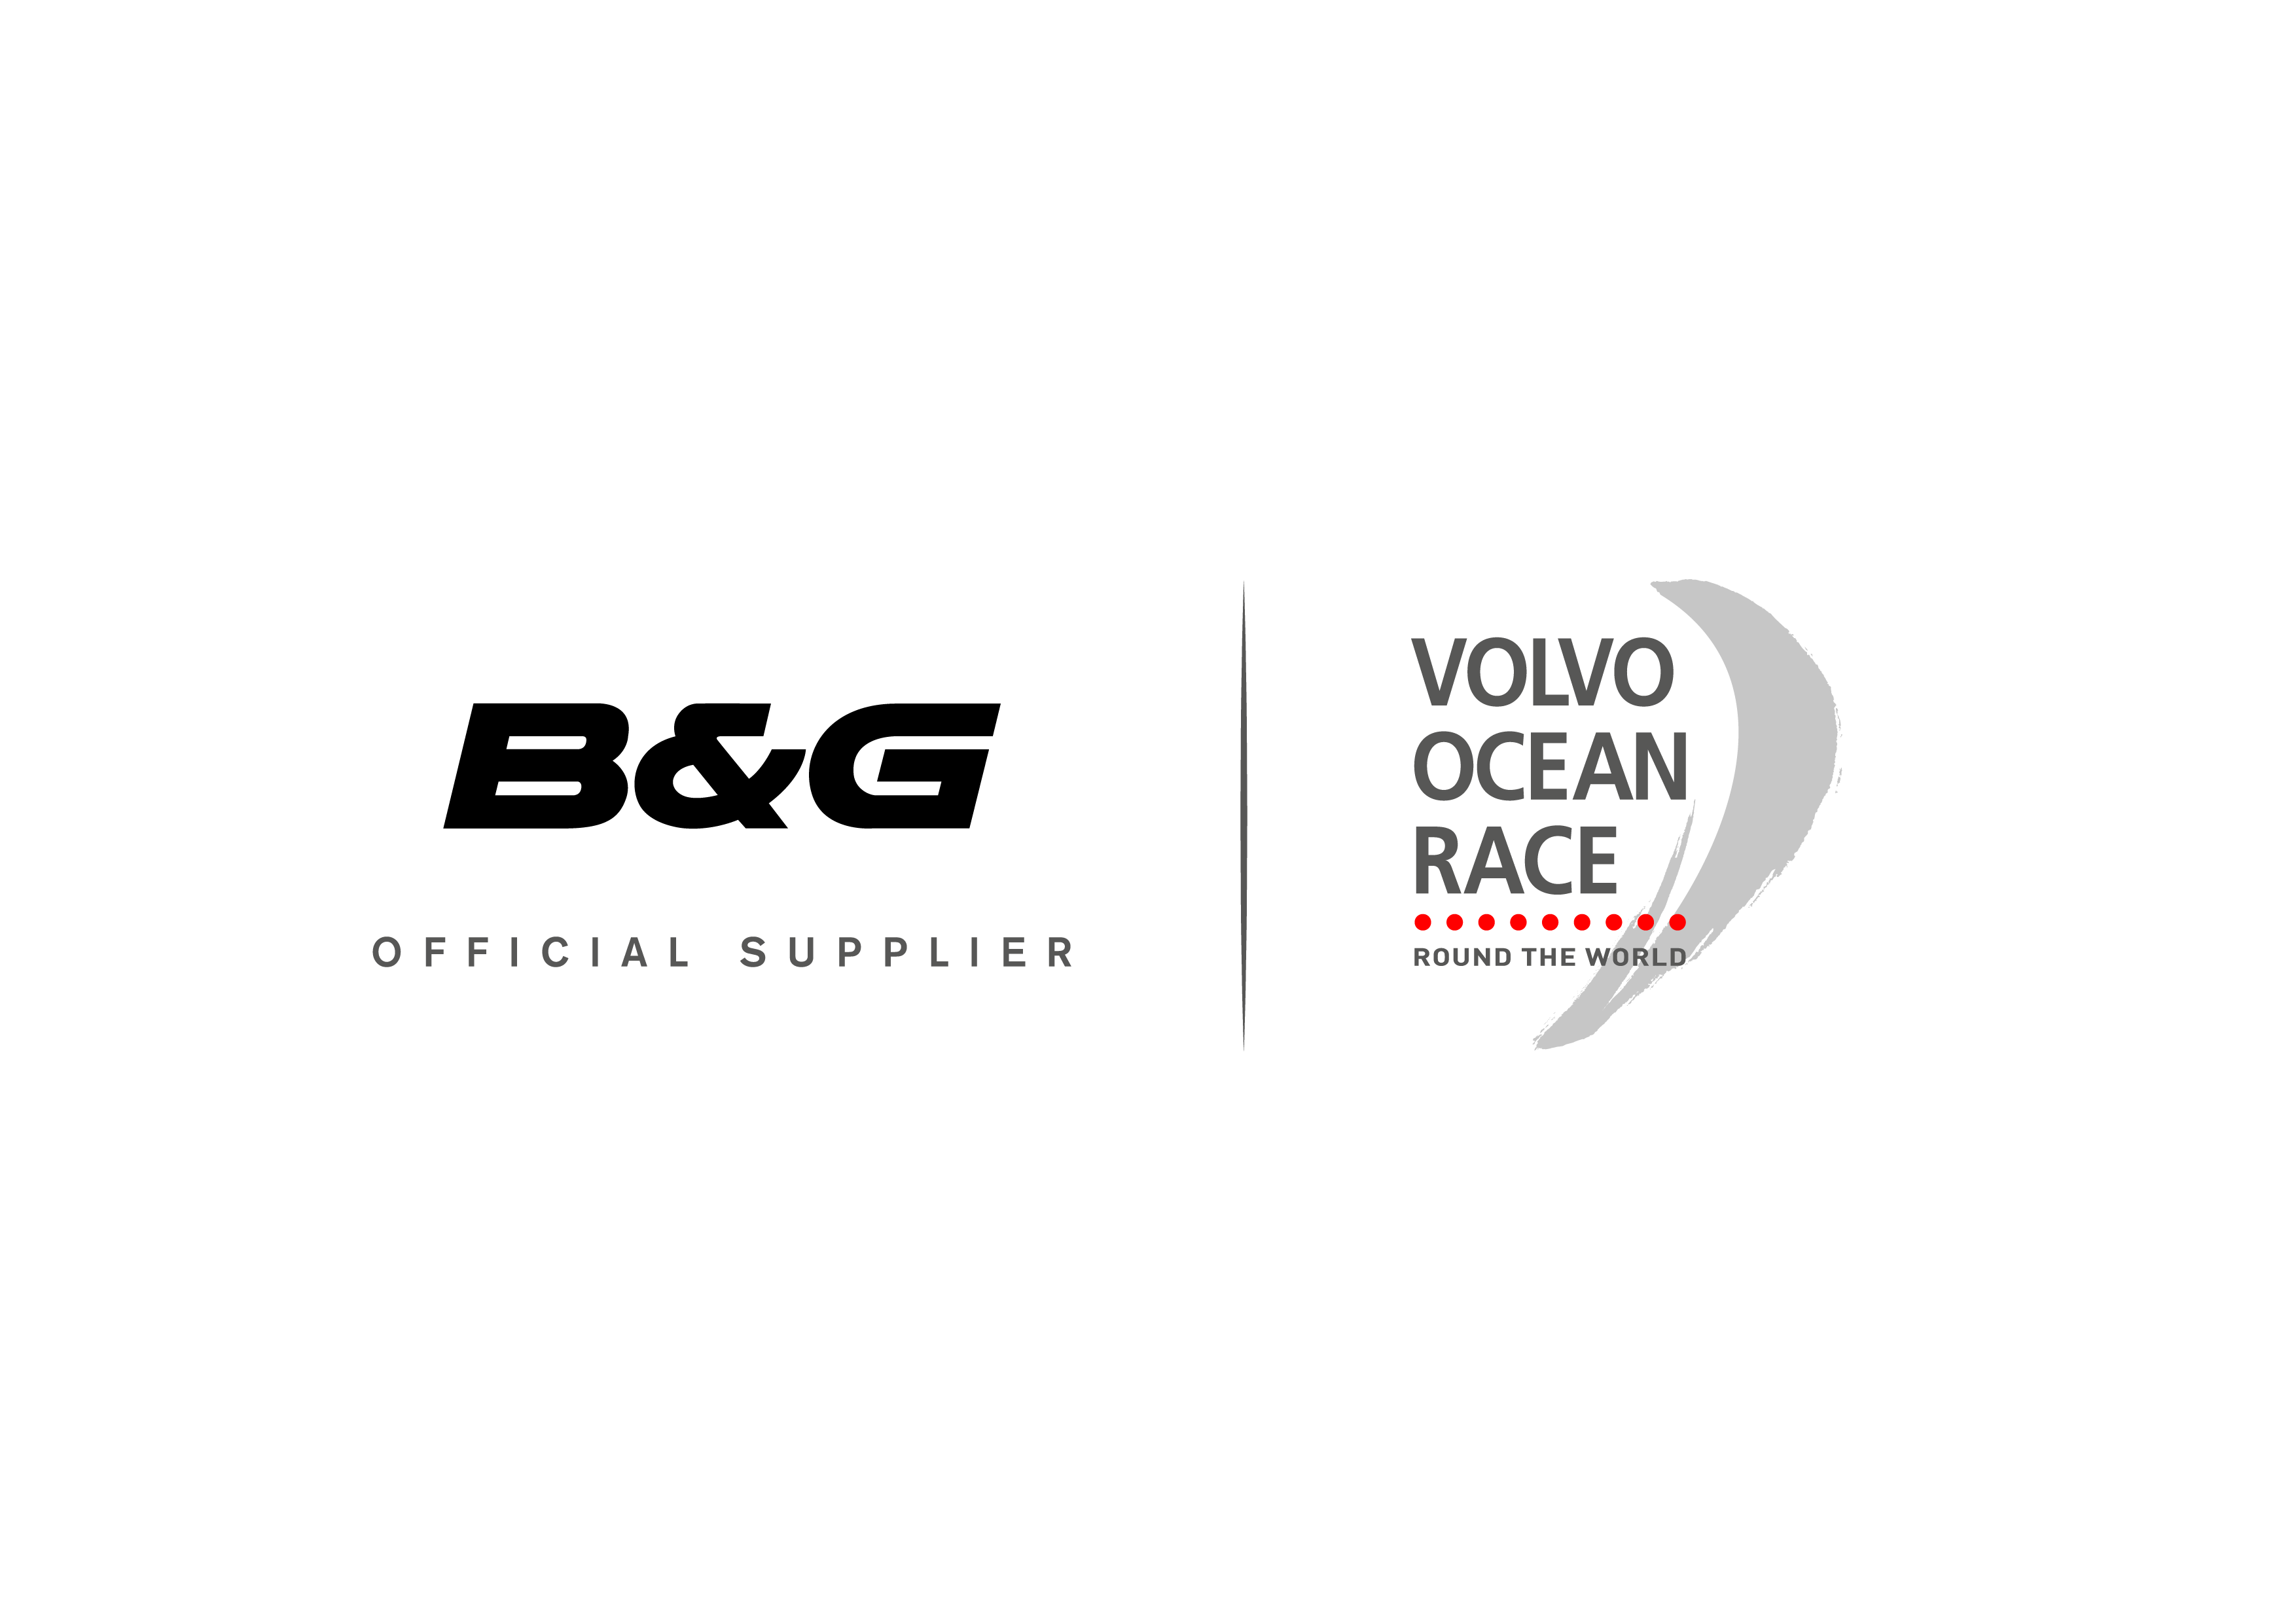 B&G
OFFICIAL SUPPLIER
VOLVO
OCEAN
RACE
ROUND THE WORLD